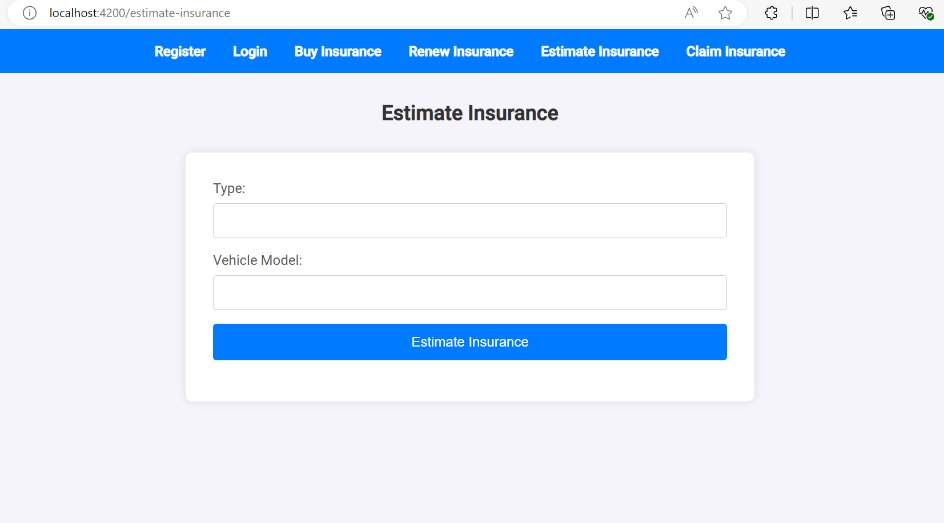 localhost:4200/estimate-insurance
Register Login Buy Insurance Renew Insurance Estimate Insurance Claim Insurance
Estimate Insurance
Type:
Vehicle Model:
Estimate Insurance